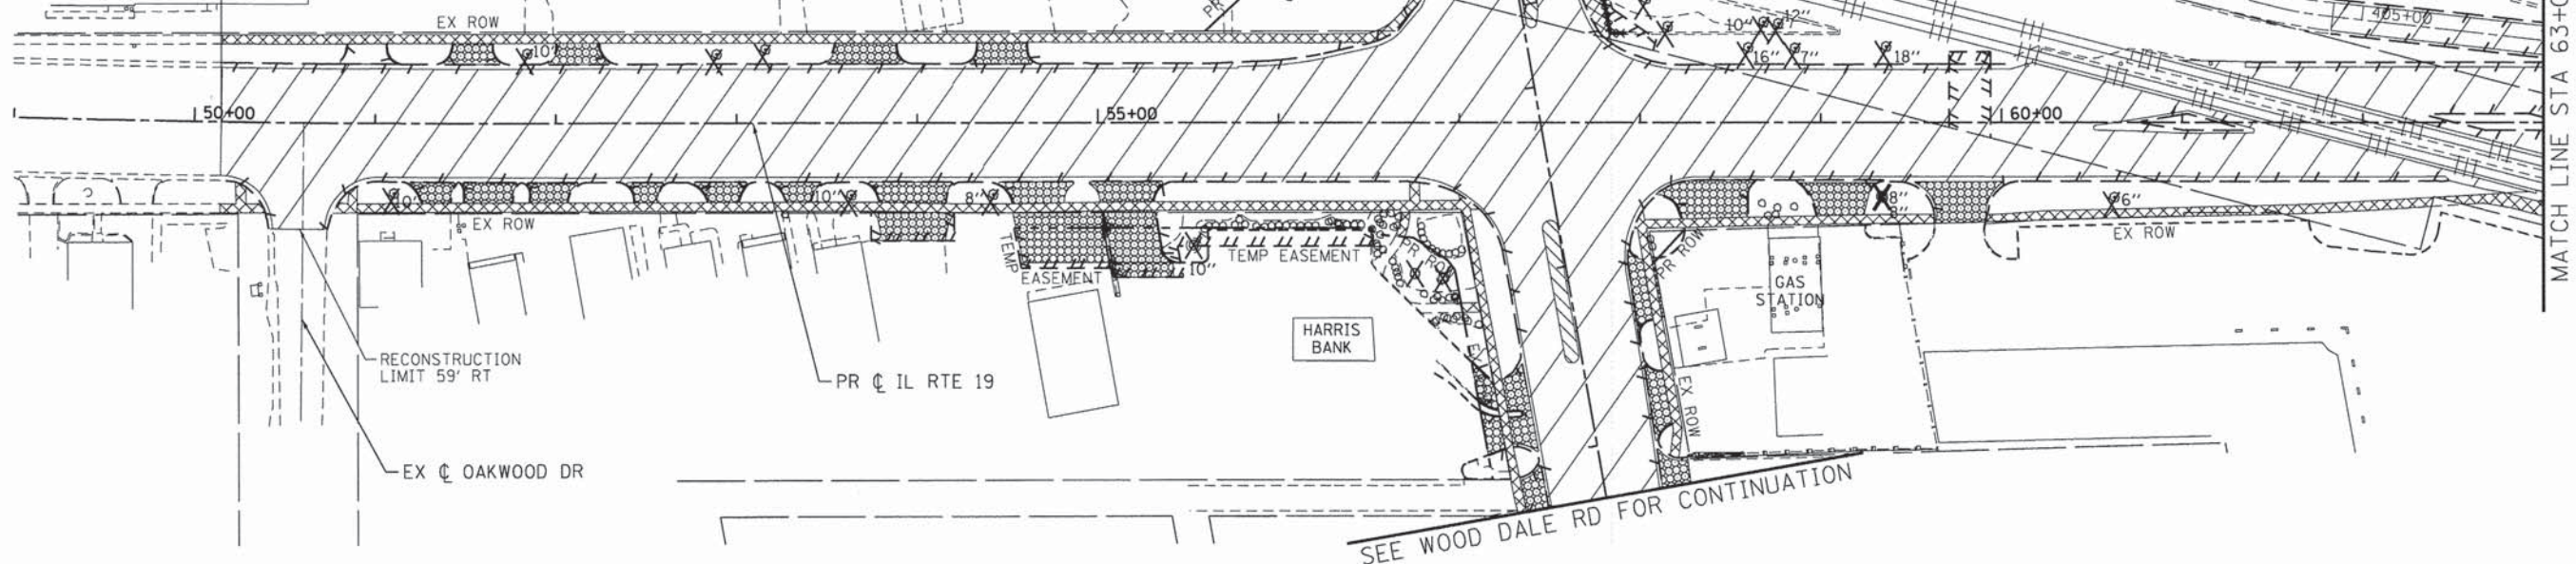 EX ROW
PR
10"
12"
405+00
10"
16"
7"
18"
50+00
55+00
60+00
MATCH LINE STA 63+0
10"
10"
8"
8"
8"
6"
EX ROW
EX ROW
TEMP
EASEMENT
10"
TEMP EASEMENT
PR ROW
PR ROW
GAS
STATION
HARRIS
BANK
EX ROW
RECONSTRUCTION
LIMIT 59' RT
PR ℄ IL RTE 19
EX ℄ OAKWOOD DR
SEE WOOD DALE RD FOR CONTINUATION